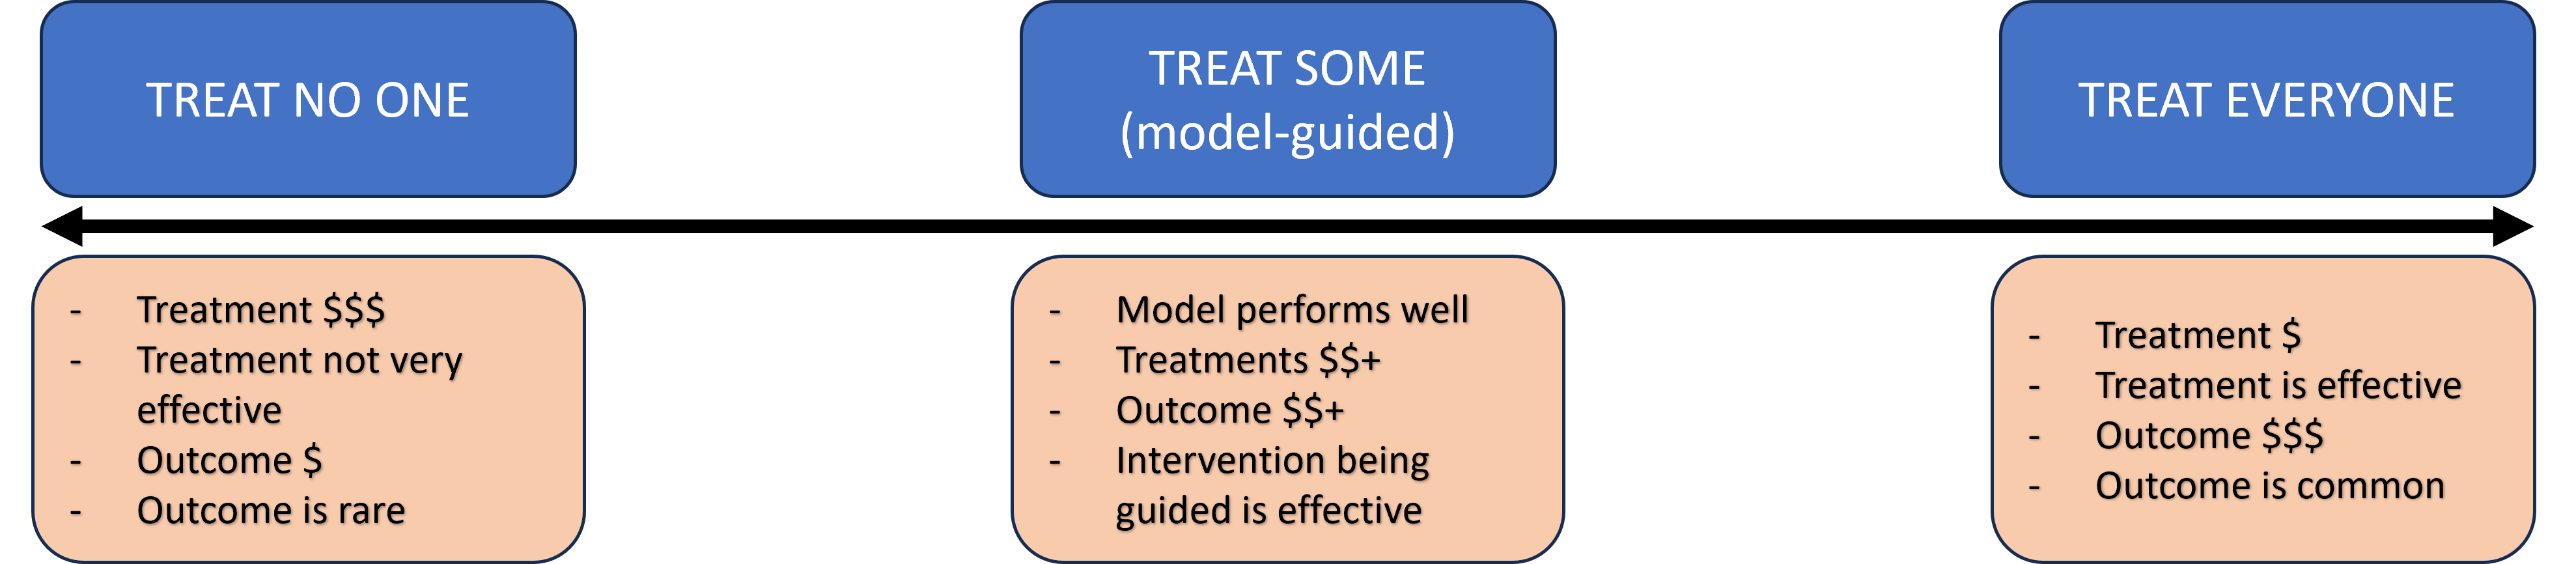 TREAT NO ONE
TREAT SOME
(model-guided)
TREAT EVERYONE
- Treatment $$$
- Treatment not very
effective
- Outcome $
- Outcome is rare
- Model performs well
- Treatments $$+
- Outcome $$+
- Intervention being
guided is effective
- Treatment $
- Treatment is effective
- Outcome $$$
- Outcome is common